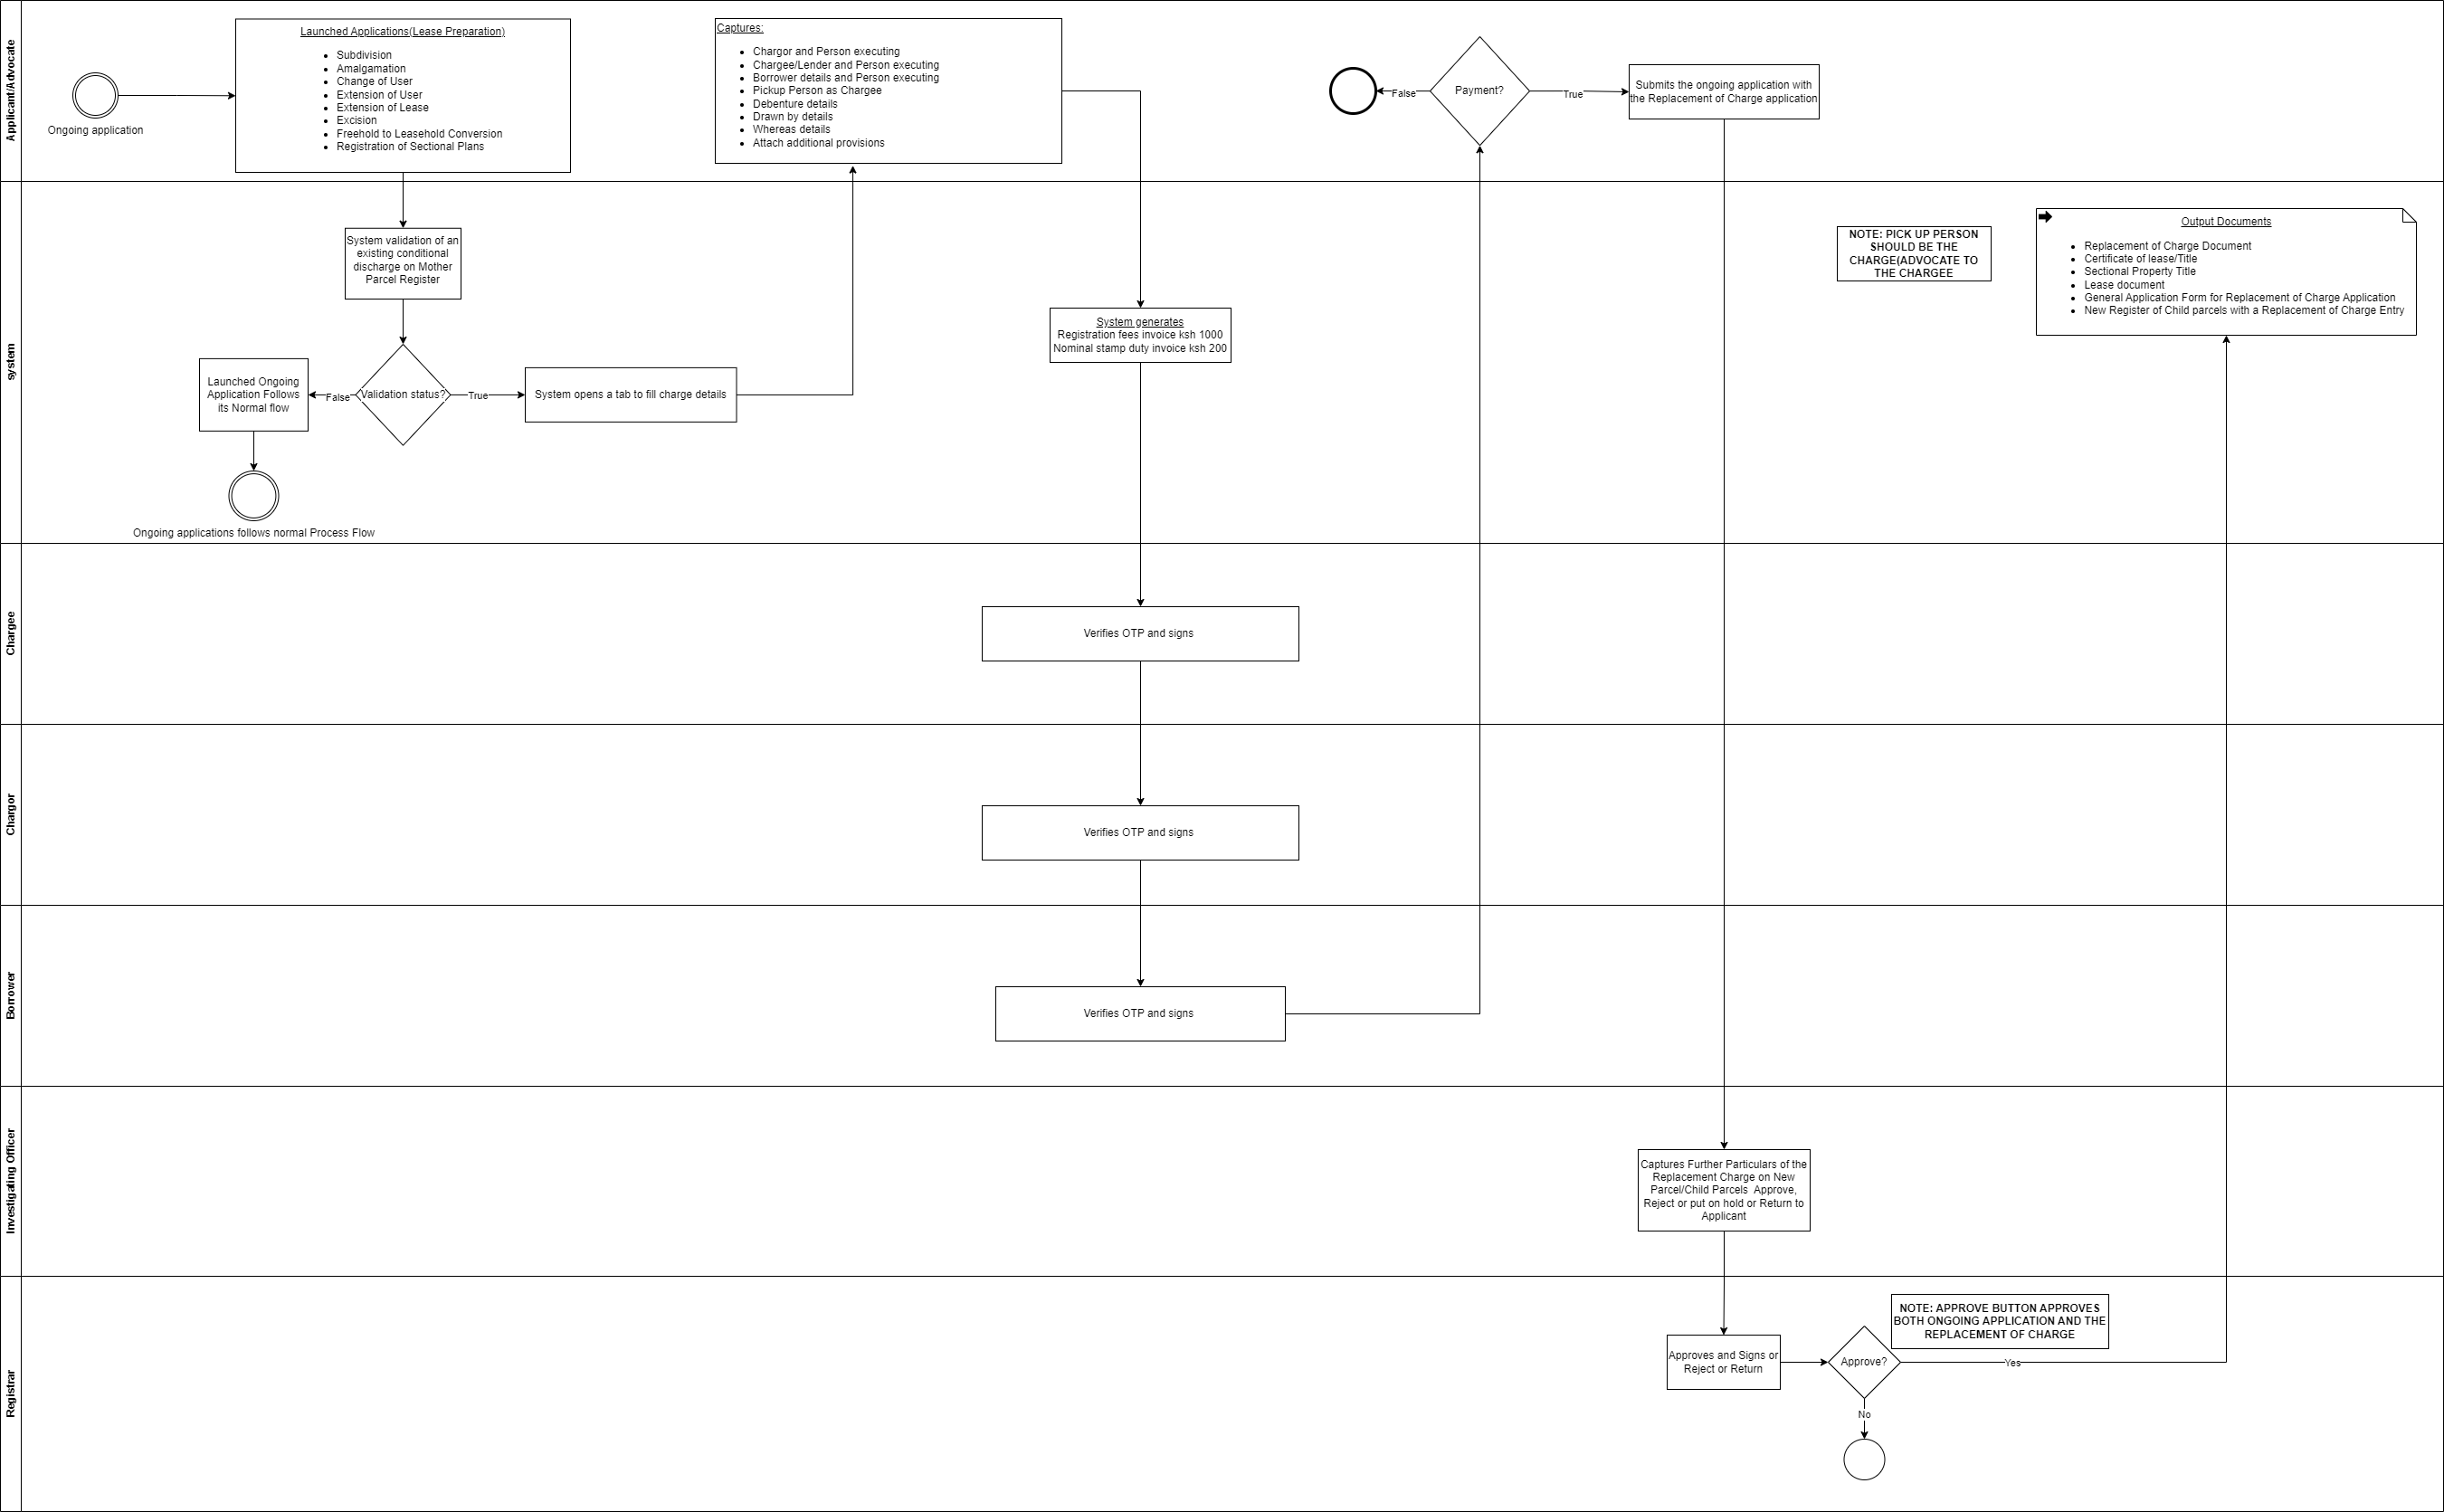 Applicant/Advocate
Ongoing application
Launched Applications(Lease Preparation)
Subdivision
Amalgamation
Change of User
Extension of User
Extension of Lease
Excision
Freehold to Leasehold Conversion
Registration of Sectional Plans
Captures:
Chargor and Person executing
Chargee/Lender and Person executing
Borrower details and Person executing
Pickup Person as Chargee
Debenture details
Drawn by details
Whereas details
Attach additional provisions
False
Payment?
True
Submits the ongoing application with
the Replacement of Charge application
system
System validation of an
existing conditional
discharge on Mother
Parcel Register
Launched Ongoing
Application Follows
its Normal flow
False
Validation status?
True
System opens a tab to fill charge details
Ongoing applications follows normal Process Flow
System generates
Registration fees invoice ksh 1000
Nominal stamp duty invoice ksh 200
NOTE: PICK UP PERSON
SHOULD BE THE
CHARGE(ADVOCATE TO
THE CHARGEE
Output Documents
Replacement of Charge Document
Certificate of lease/Title
Sectional Property Title
Lease document
General Application Form for Replacement of Charge Application
New Register of Child parcels with a Replacement of Charge Entry
Chargee
Verifies OTP and signs
Chargor
Verifies OTP and signs
Borrower
Verifies OTP and signs
Investigating Officer
Captures Further Particulars of the
Replacement Charge on New
Parcel/Child Parcels  Approve,
Reject or put on hold or Return to
Applicant
Registrar
Approves and Signs or
Reject or Return
Approve?
NOTE: APPROVE BUTTON APPROVES
BOTH ONGOING APPLICATION AND THE
REPLACEMENT OF CHARGE
Yes
No